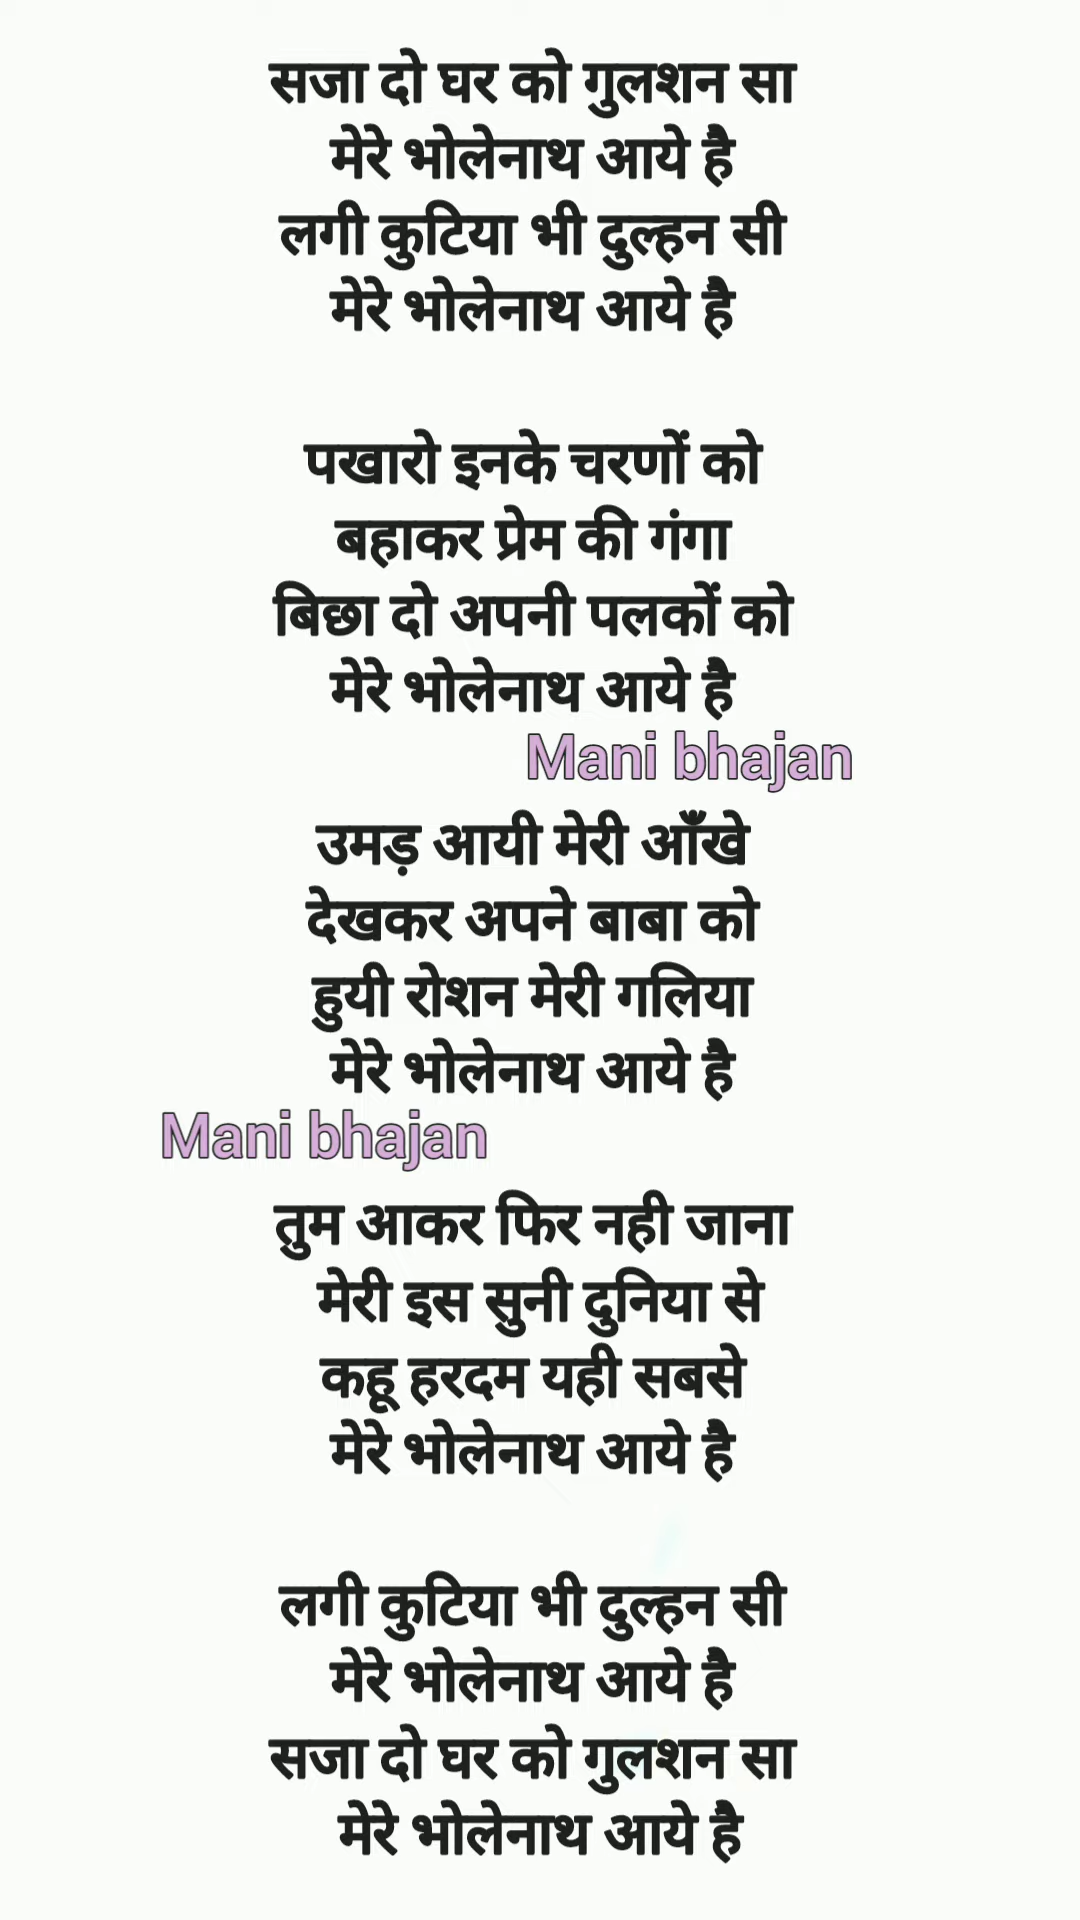 सजा दो घर को गुलशन सा
मेरे भोलेनाथ आये है
लगी कुटिया भी दुल्हन सी
मेरे भोलेनाथ आये है
पखारो इनके चरणों को
बहाकर प्रेम की गंगा
बिछा दो अपनी पलकों को
मेरे भोलेनाथ आये है
Mani bhajan
उमड़ आयी मेरी आँखे
देखकर अपने बाबा को
हुयी रोशन मेरी गलिया
मेरे भोलेनाथ आये है
Mani bhajan
तुम आकर फिर नही जाना
मेरी इस सुनी दुनिया से
कहू हरदम यही सबसे
मेरे भोलेनाथ आये है
लगी कुटिया भी दुल्हन सी
मेरे भोलेनाथ आये है
सजा दो घर को गुलशन सा
मेरे भोलेनाथ आये है